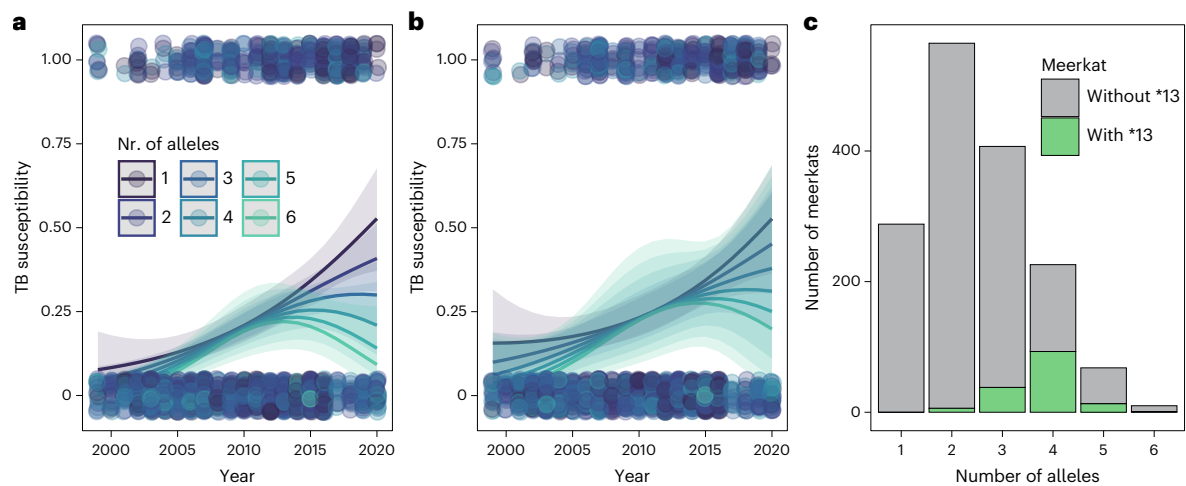 a
TB susceptibility
1.00
0.75
0.50
0.25
0
Nr. of alleles
1 3 5
2 4 6
2000 2005 2010 2015 2020
Year
b
TB susceptibility
1.00
0.75
0.50
0.25
0
2000 2005 2010 2015 2020
Year
c
Number of meerkats
400
200
0
Meerkat
Without *13
With *13
1 2 3 4 5 6
Number of alleles